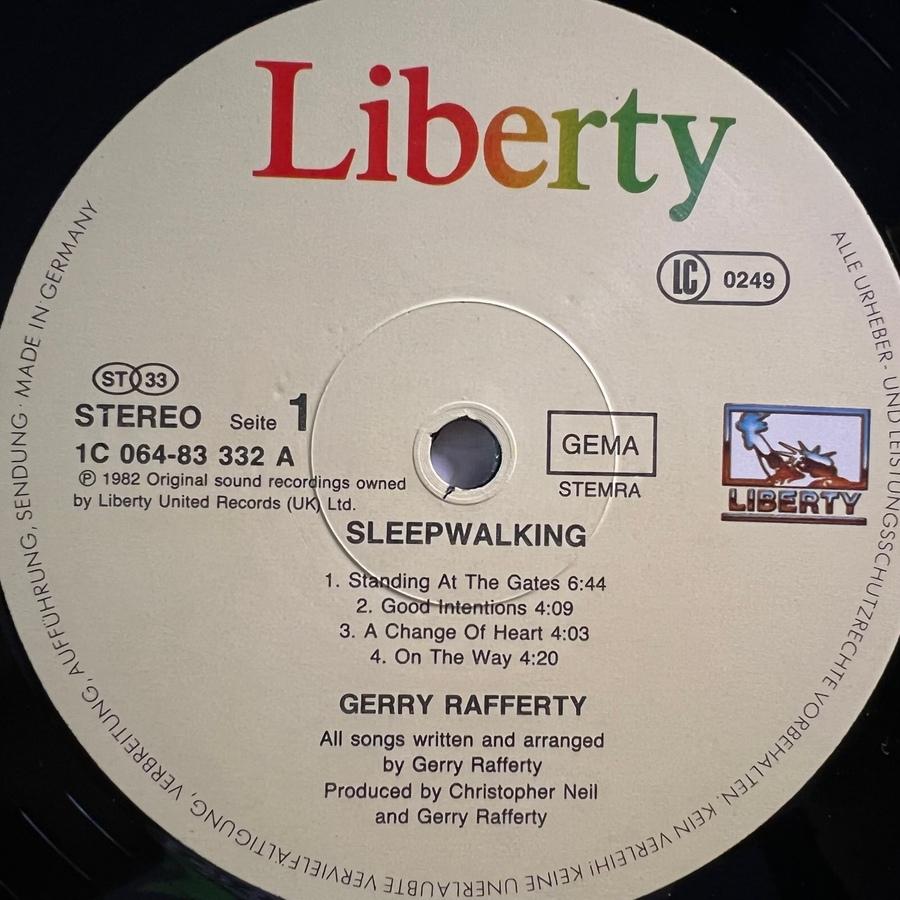 Liberty
LC 0249
ST 33
STEREO Seite 1
1C 064-83 332 A
℗ 1982 Original sound recordings owned
by Liberty United Records (UK) Ltd.
GEMA
STEMRA
LIBERTY
SLEEPWALKING
1. Standing At The Gates 6:44
2. Good Intentions 4:09
3. A Change Of Heart 4:03
4. On The Way 4:20
GERRY RAFFERTY
All songs written and arranged
by Gerry Rafferty
Produced by Christopher Neil
and Gerry Rafferty
ALLE URHEBER- UND LEISTUNGSSCHUTZRECHTE VORBEHALTEN. KEIN VERLEIH! KEINE UNERLAUBTE VERVIELFÄLTIGUNG, VERBREITUNG, AUFFÜHRUNG, SENDUNG · MADE IN GERMANY